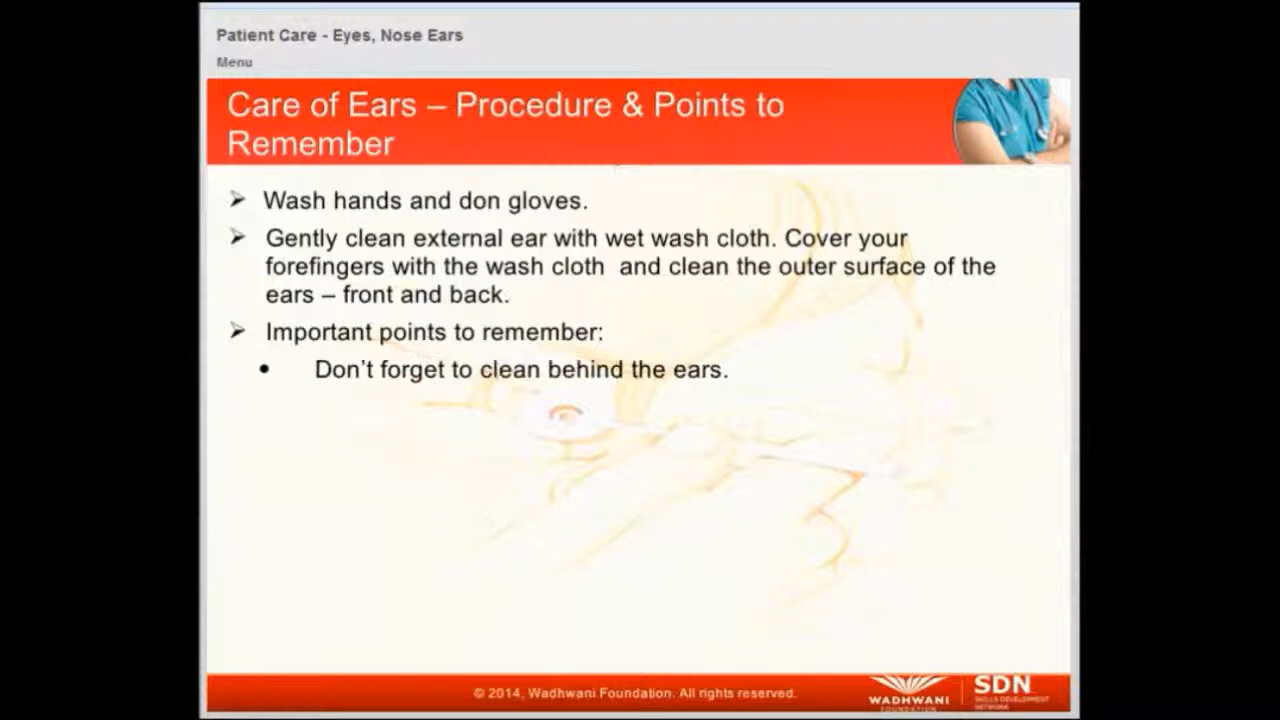 Patient Care - Eyes, Nose Ears
Menu
Care of Ears – Procedure & Points to
Remember
Wash hands and don gloves.
Gently clean external ear with wet wash cloth. Cover your
forefingers with the wash cloth and clean the outer surface of the
ears – front and back.
Important points to remember:
Don't forget to clean behind the ears.
© 2014, Wadhwani Foundation. All rights reserved.
WADHWANI
FOUNDATION
SDN
SKILLS DEVELOPMENT
NETWORK